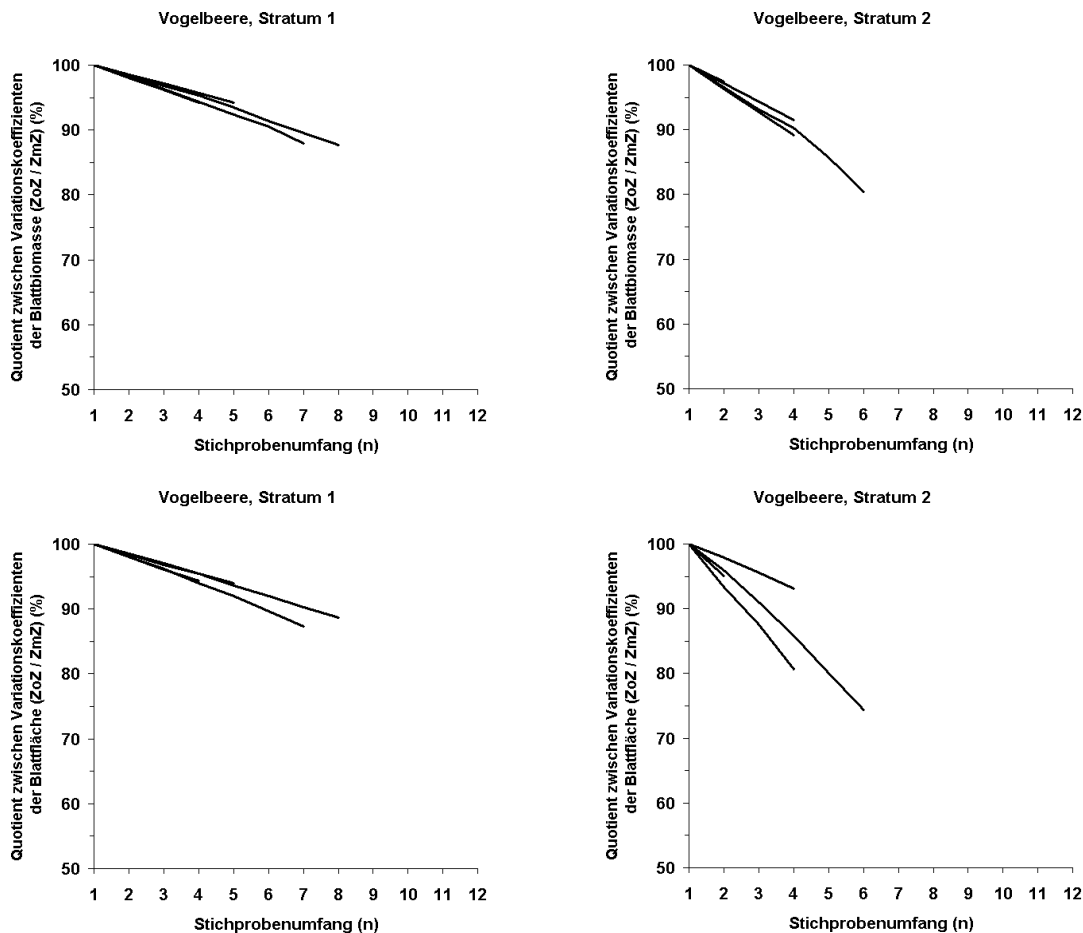 Vogelbeere, Stratum 1
Quotient zwischen Variationskoeffizienten
der Blattbiomasse (ZoZ / ZmZ) (%)
100
90
80
70
60
50
1 2 3 4 5 6 7 8 9 10 11 12
Stichprobenumfang (n)
Vogelbeere, Stratum 2
Quotient zwischen Variationskoeffizienten
der Blattbiomasse (ZoZ / ZmZ) (%)
100
90
80
70
60
50
1 2 3 4 5 6 7 8 9 10 11 12
Stichprobenumfang (n)
Vogelbeere, Stratum 1
Quotient zwischen Variationskoeffizienten
der Blattfläche (ZoZ / ZmZ) (%)
100
90
80
70
60
50
1 2 3 4 5 6 7 8 9 10 11 12
Stichprobenumfang (n)
Vogelbeere, Stratum 2
Quotient zwischen Variationskoeffizienten
der Blattfläche (ZoZ / ZmZ) (%)
100
90
80
70
60
50
1 2 3 4 5 6 7 8 9 10 11 12
Stichprobenumfang (n)